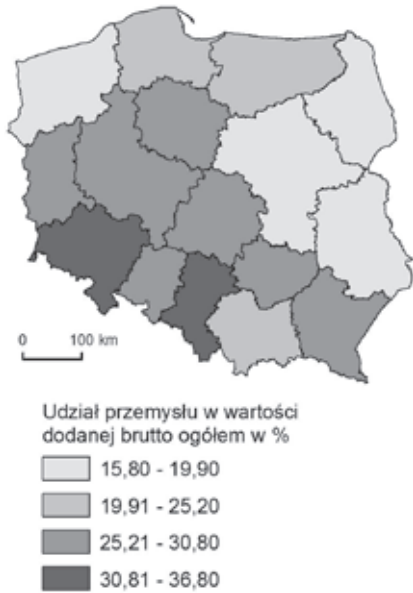 0 100 km
Udział przemysłu w wartości
dodanej brutto ogółem w %
15,80 - 19,90
19,91 - 25,20
25,21 - 30,80
30,81 - 36,80